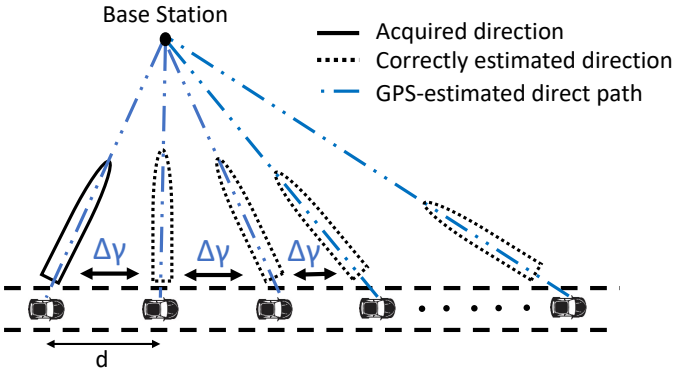 Base Station
Acquired direction
Correctly estimated direction
GPS-estimated direct path
Δγ
Δγ
Δγ
d